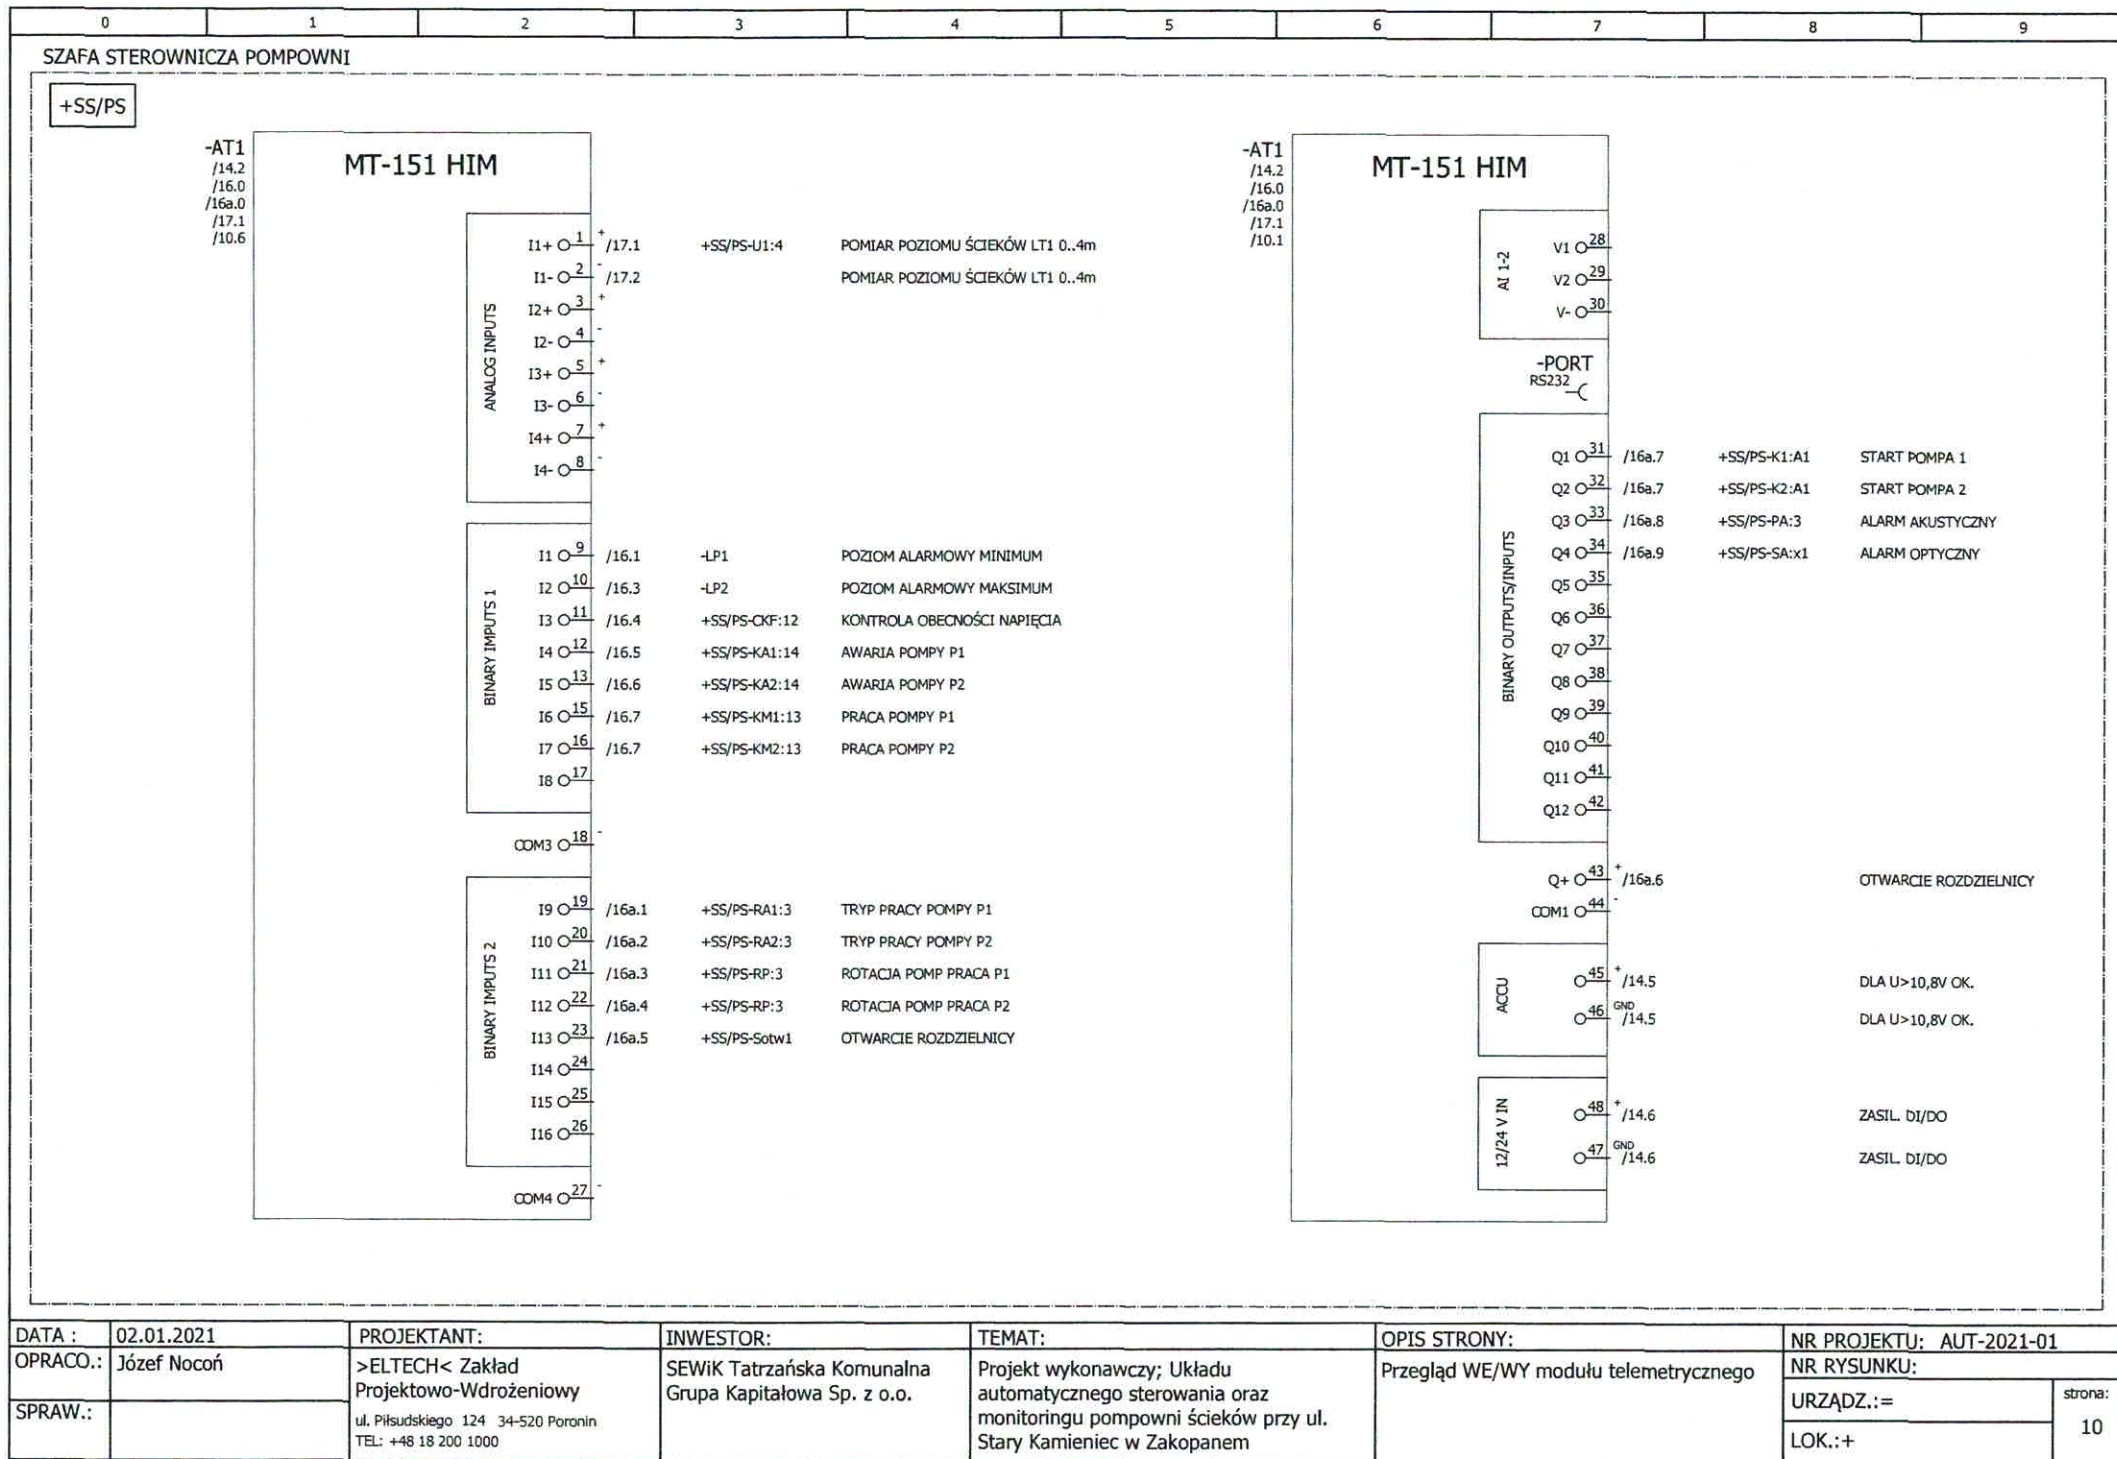 0 1 2 3 4 5 6 7 8 9
SZAFA STEROWNICZA POMPOWNI
+SS/PS
-AT1
/14.2
/16.0
/16a.0
/17.1
/10.6
MT-151 HIM
ANALOG INPUTS
I1+ 1 + /17.1 +SS/PS-U1:4 POMIAR POZIOMU ŚCIEKÓW LT1 0..4m
I1- 2 - /17.2 POMIAR POZIOMU ŚCIEKÓW LT1 0..4m
I2+ 3 +
I2- 4 -
I3+ 5 +
I3- 6 -
I4+ 7 +
I4- 8 -
BINARY IMPUTS 1
I1 9 /16.1 -LP1 POZIOM ALARMOWY MINIMUM
I2 10 /16.3 -LP2 POZIOM ALARMOWY MAKSIMUM
I3 11 /16.4 +SS/PS-CKF:12 KONTROLA OBECNOŚCI NAPIĘCIA
I4 12 /16.5 +SS/PS-KA1:14 AWARIA POMPY P1
I5 13 /16.6 +SS/PS-KA2:14 AWARIA POMPY P2
I6 15 /16.7 +SS/PS-KM1:13 PRACA POMPY P1
I7 16 /16.7 +SS/PS-KM2:13 PRACA POMPY P2
I8 17
COM3 18 -
BINARY IMPUTS 2
I9 19 /16a.1 +SS/PS-RA1:3 TRYP PRACY POMPY P1
I10 20 /16a.2 +SS/PS-RA2:3 TRYP PRACY POMPY P2
I11 21 /16a.3 +SS/PS-RP:3 ROTACJA POMP PRACA P1
I12 22 /16a.4 +SS/PS-RP:3 ROTACJA POMP PRACA P2
I13 23 /16a.5 +SS/PS-Sotw1 OTWARCIE ROZDZIELNICY
I14 24
I15 25
I16 26
COM4 27 -
-AT1
/14.2
/16.0
/16a.0
/17.1
/10.1
MT-151 HIM
AI 1-2
V1 28
V2 29
V- 30
-PORT
RS232
BINARY OUTPUTS/INPUTS
Q1 31 /16a.7 +SS/PS-K1:A1 START POMPA 1
Q2 32 /16a.7 +SS/PS-K2:A1 START POMPA 2
Q3 33 /16a.8 +SS/PS-PA:3 ALARM AKUSTYCZNY
Q4 34 /16a.9 +SS/PS-SA:x1 ALARM OPTYCZNY
Q5 35
Q6 36
Q7 37
Q8 38
Q9 39
Q10 40
Q11 41
Q12 42
Q+ 43 + /16a.6 OTWARCIE ROZDZIELNICY
COM1 44 -
ACCU
45 + /14.5 DLA U>10,8V OK.
46 GND /14.5 DLA U>10,8V OK.
12/24 V IN
48 + /14.6 ZASIL. DI/DO
47 GND /14.6 ZASIL. DI/DO
DATA : 02.01.2021
OPRACO.: Józef Nocoń
SPRAW.:
PROJEKTANT:
>ELTECH< Zakład
Projektowo-Wdrożeniowy
ul. Piłsudskiego 124 34-520 Poronin
TEL: +48 18 200 1000
INWESTOR:
SEWiK Tatrzańska Komunalna
Grupa Kapitałowa Sp. z o.o.
TEMAT:
Projekt wykonawczy; Układu
automatycznego sterowania oraz
monitoringu pompowni ścieków przy ul.
Stary Kamieniec w Zakopanem
OPIS STRONY:
Przegląd WE/WY modułu telemetrycznego
NR PROJEKTU: AUT-2021-01
NR RYSUNKU:
URZĄDZ.:=
LOK.:+
strona:
10